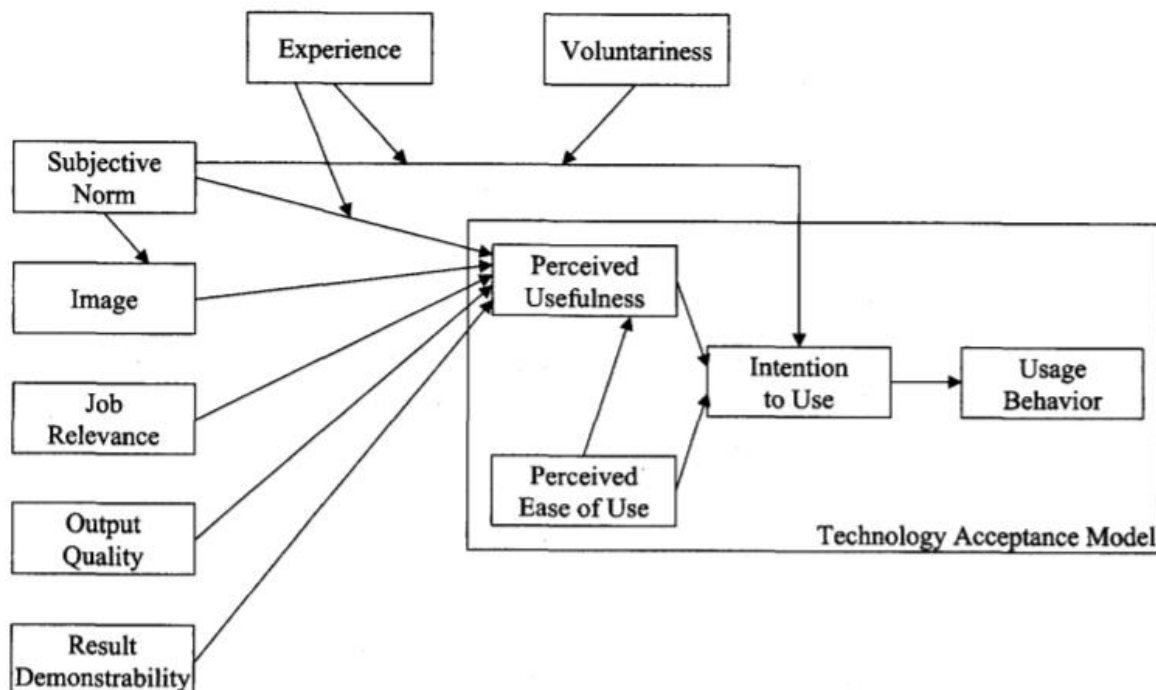 Experience
Voluntariness
Subjective
Norm
Image
Job
Relevance
Output
Quality
Result
Demonstrability
Perceived
Usefulness
Perceived
Ease of Use
Intention
to Use
Usage
Behavior
Technology Acceptance Model